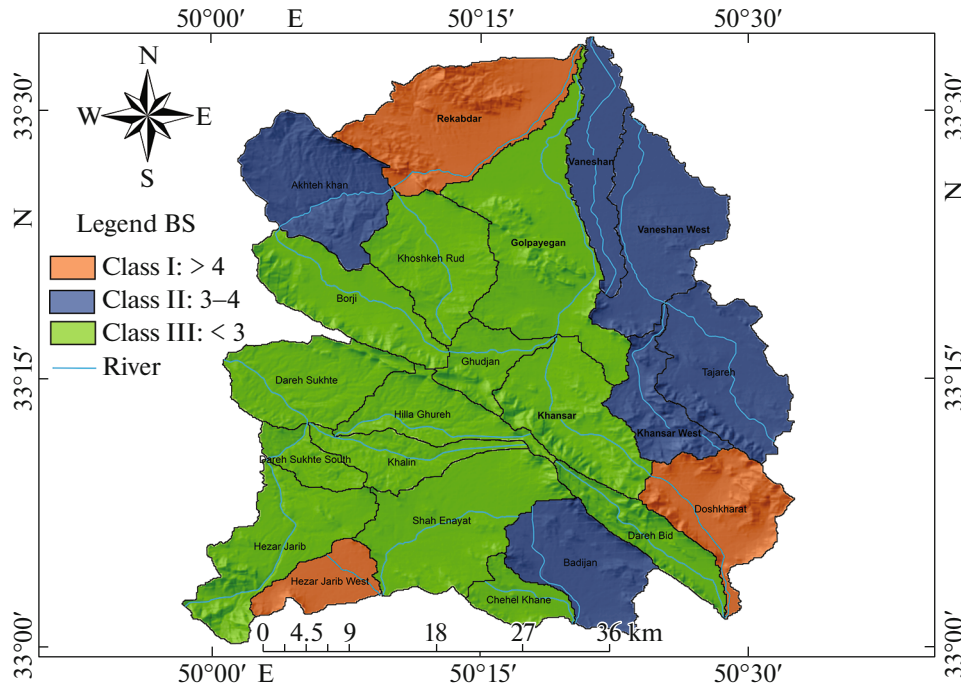 50°00′ E 50°15′ 50°30′
N
W E
S
33°30′
33°30′
N
N
Rekabdar
Vaneshan
Akhteh khan
Vaneshan West
Golpayegan
Khoshkeh Rud
Borji
Legend BS
Class I: > 4
Class II: 3–4
Class III: < 3
River
33°15′
33°15′
Ghudjan
Tajareh
Dareh Sukhte
Hilla Ghureh
Khansar
Khansar West
Dareh Sukhte South
Khalin
Doshkharat
Shah Enayat
Dareh Bid
Hezar Jarib
Badijan
Hezar Jarib West
Chehel Khane
33°00′
33°00′
0 4.5 9 18 27 36 km
50°00′ E 50°15′ 50°30′